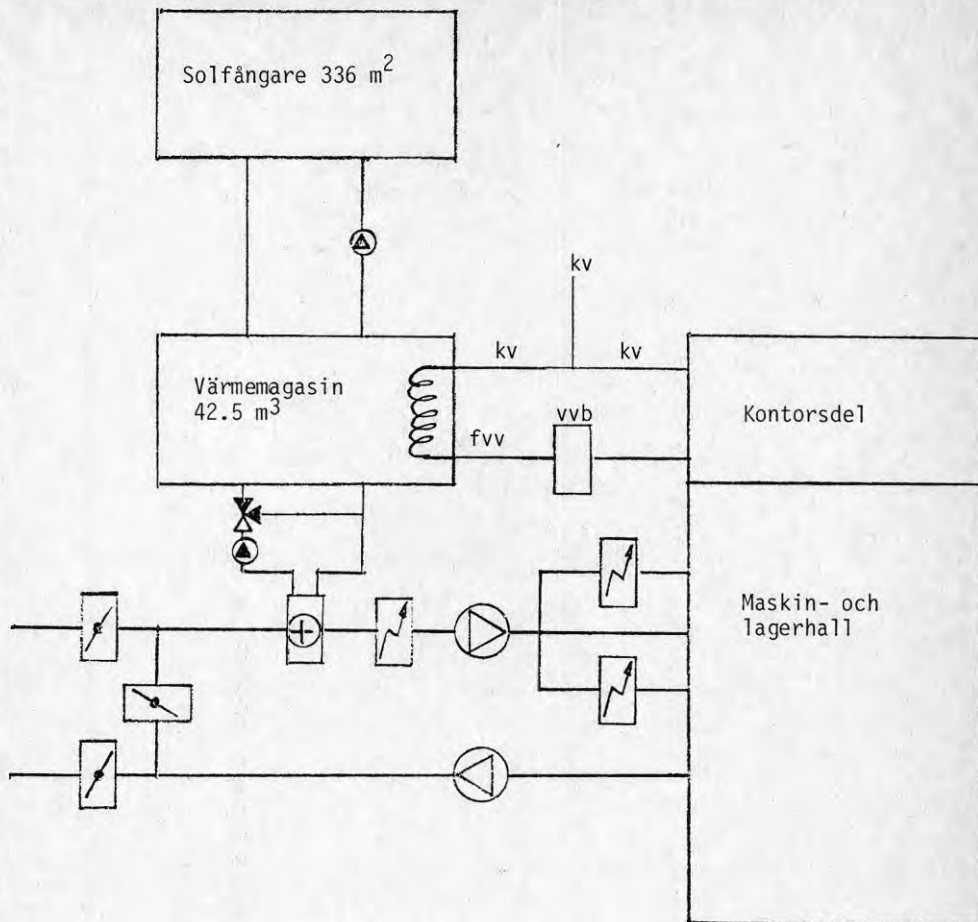 Solfångare 336 m²
kv
kv kv
Värmemagasin
42.5 m³
vvb
fvv
Kontorsdel
Maskin- och
lagerhall